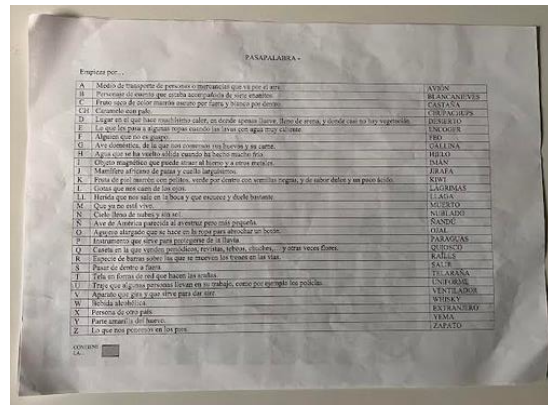 PASAPALABRA -
Empieza por...
A Medio de transporte de personas o mercancías que va por el aire. AVIÓN
B Personaje de cuento que estaba acompañada de siete enanitos. BLANCANIEVES
C Fruto seco de color marrón oscuro por fuera y blanco por dentro. CASTAÑA
CH Caramelo con palo. CHUPACHUPS
D Lugar en el que hace muchísimo calor, en donde apenas llueve, lleno de arena, y donde casi no hay vegetación. DESIERTO
E Lo que les pasa a algunas ropas cuando las lavas con agua muy caliente. ENCOGER
F Alguien que no es guapo. FEO
G Ave doméstica, de la que nos comemos sus huevos y su carne. GALLINA
H Agua que se ha vuelto sólida cuando ha hecho mucho frío. HIELO
I Objeto magnético que puede atraer al hierro y a otros metales. IMÁN
J Mamífero africano de patas y cuello larguísimos. JIRAFA
K Fruta de piel marrón con pelitos, verde por dentro con semillas negras, y de sabor dulce y un poco ácido. KIWI
L Gotas que nos caen de los ojos. LÁGRIMAS
LL Herida que nos sale en la boca y que escuece y duele bastante. LLAGA
M Que ya no está vivo. MUERTO
N Cielo lleno de nubes y sin sol. NUBLADO
Ñ Ave de América parecida al avestruz pero más pequeña. ÑANDÚ
O Agujero alargado que se hace en la ropa para abrochar un botón. OJAL
P Instrumento que sirve para protegerse de la lluvia. PARAGUAS
Q Caseta en la que venden periódicos, revistas, tebeos, chuches, ... y otras veces flores. QUIOSCO
R Especie de barras sobre las que se mueven los trenes en las vías. RAÍLES
S Pasar de dentro a fuera. SALIR
T Tela en forma de red que hacen las arañas. TELARAÑA
U Traje que algunas personas llevan en su trabajo, como por ejemplo los policías. UNIFORME
V Aparato que gira y que sirve para dar aire. VENTILADOR
W Bebida alcohólica. WHISKY
X Persona de otro país. EXTRANJERO
Y Parte amarilla del huevo. YEMA
Z Lo que nos ponemos en los pies. ZAPATO
CONTIENE
LA...